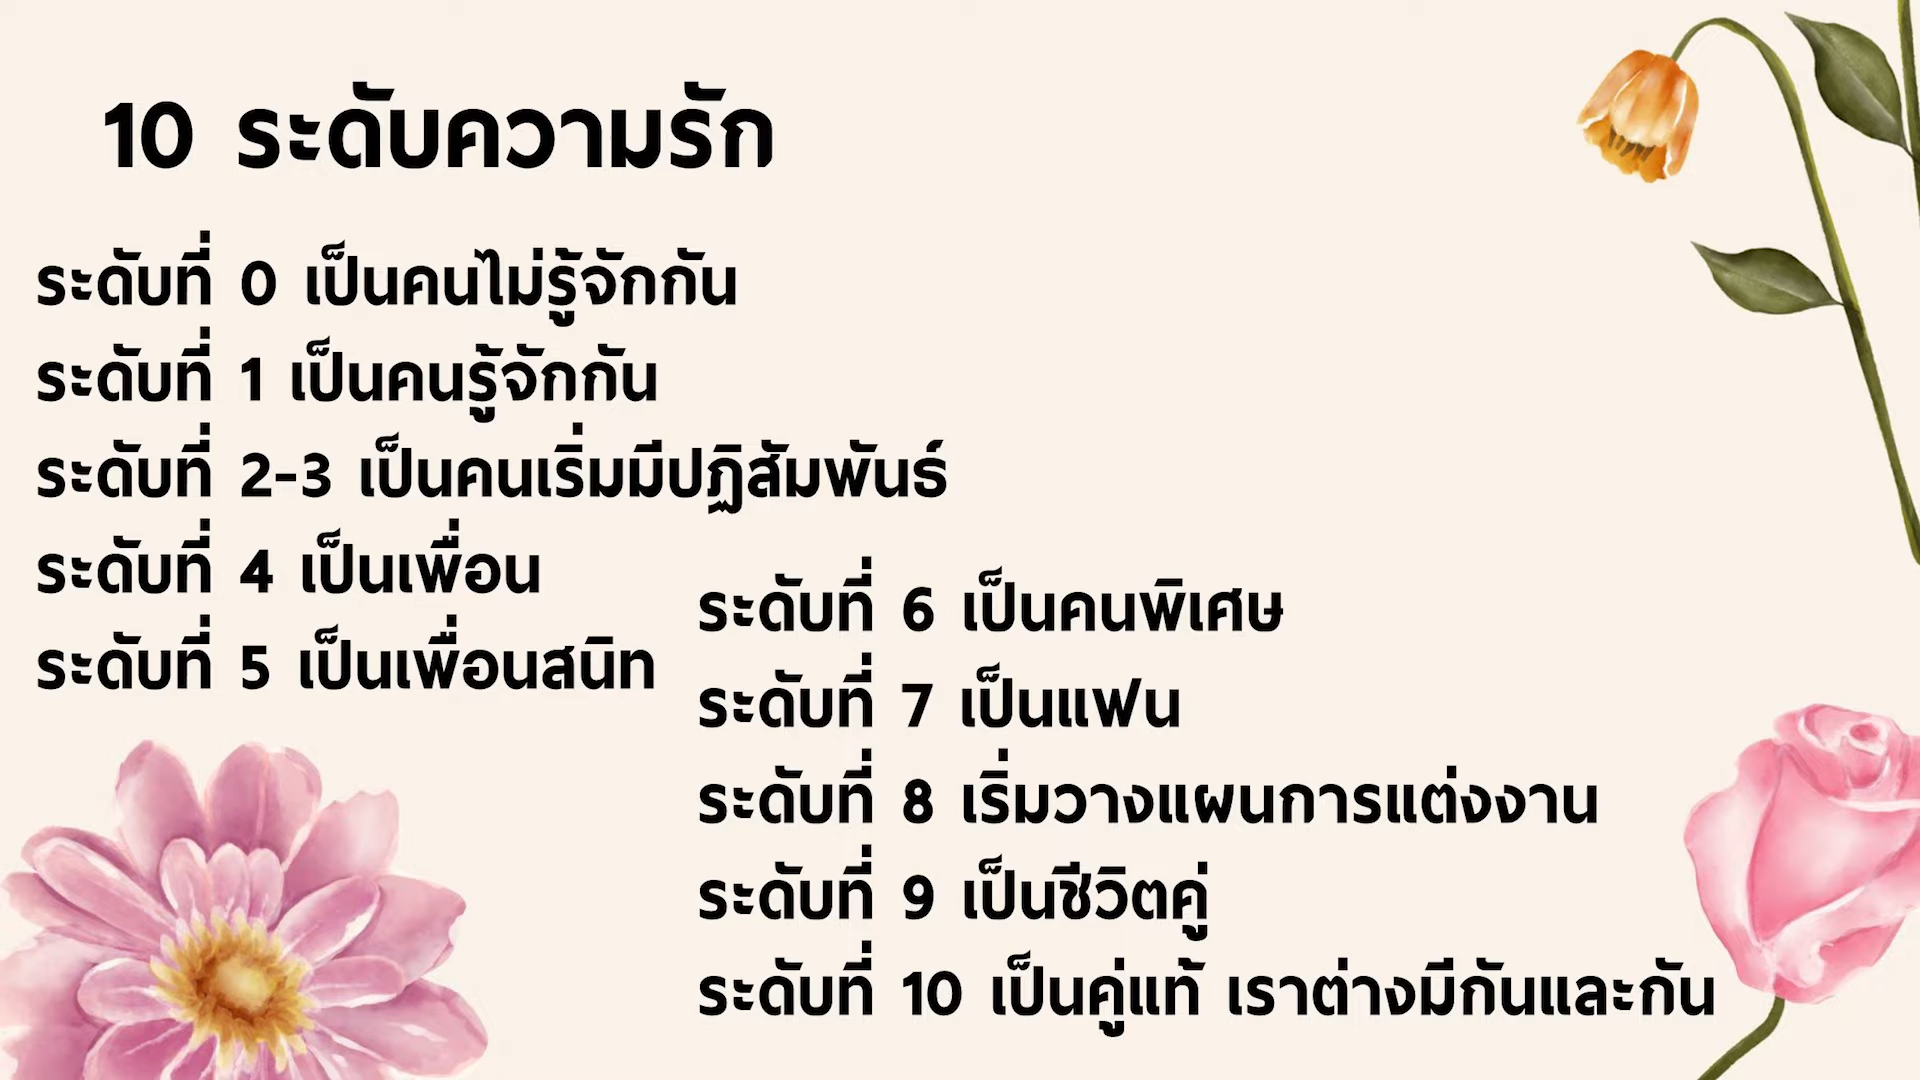 10 ระดับความรัก
ระดับที่ 0 เป็นคนไม่รู้จักกัน
ระดับที่ 1 เป็นคนรู้จักกัน
ระดับที่ 2-3 เป็นคนเริ่มมีปฏิสัมพันธ์
ระดับที่ 4 เป็นเพื่อน
ระดับที่ 5 เป็นเพื่อนสนิท
ระดับที่ 6 เป็นคนพิเศษ
ระดับที่ 7 เป็นแฟน
ระดับที่ 8 เริ่มวางแผนการแต่งงาน
ระดับที่ 9 เป็นชีวิตคู่
ระดับที่ 10 เป็นคู่แท้ เราต่างมีกันและกัน